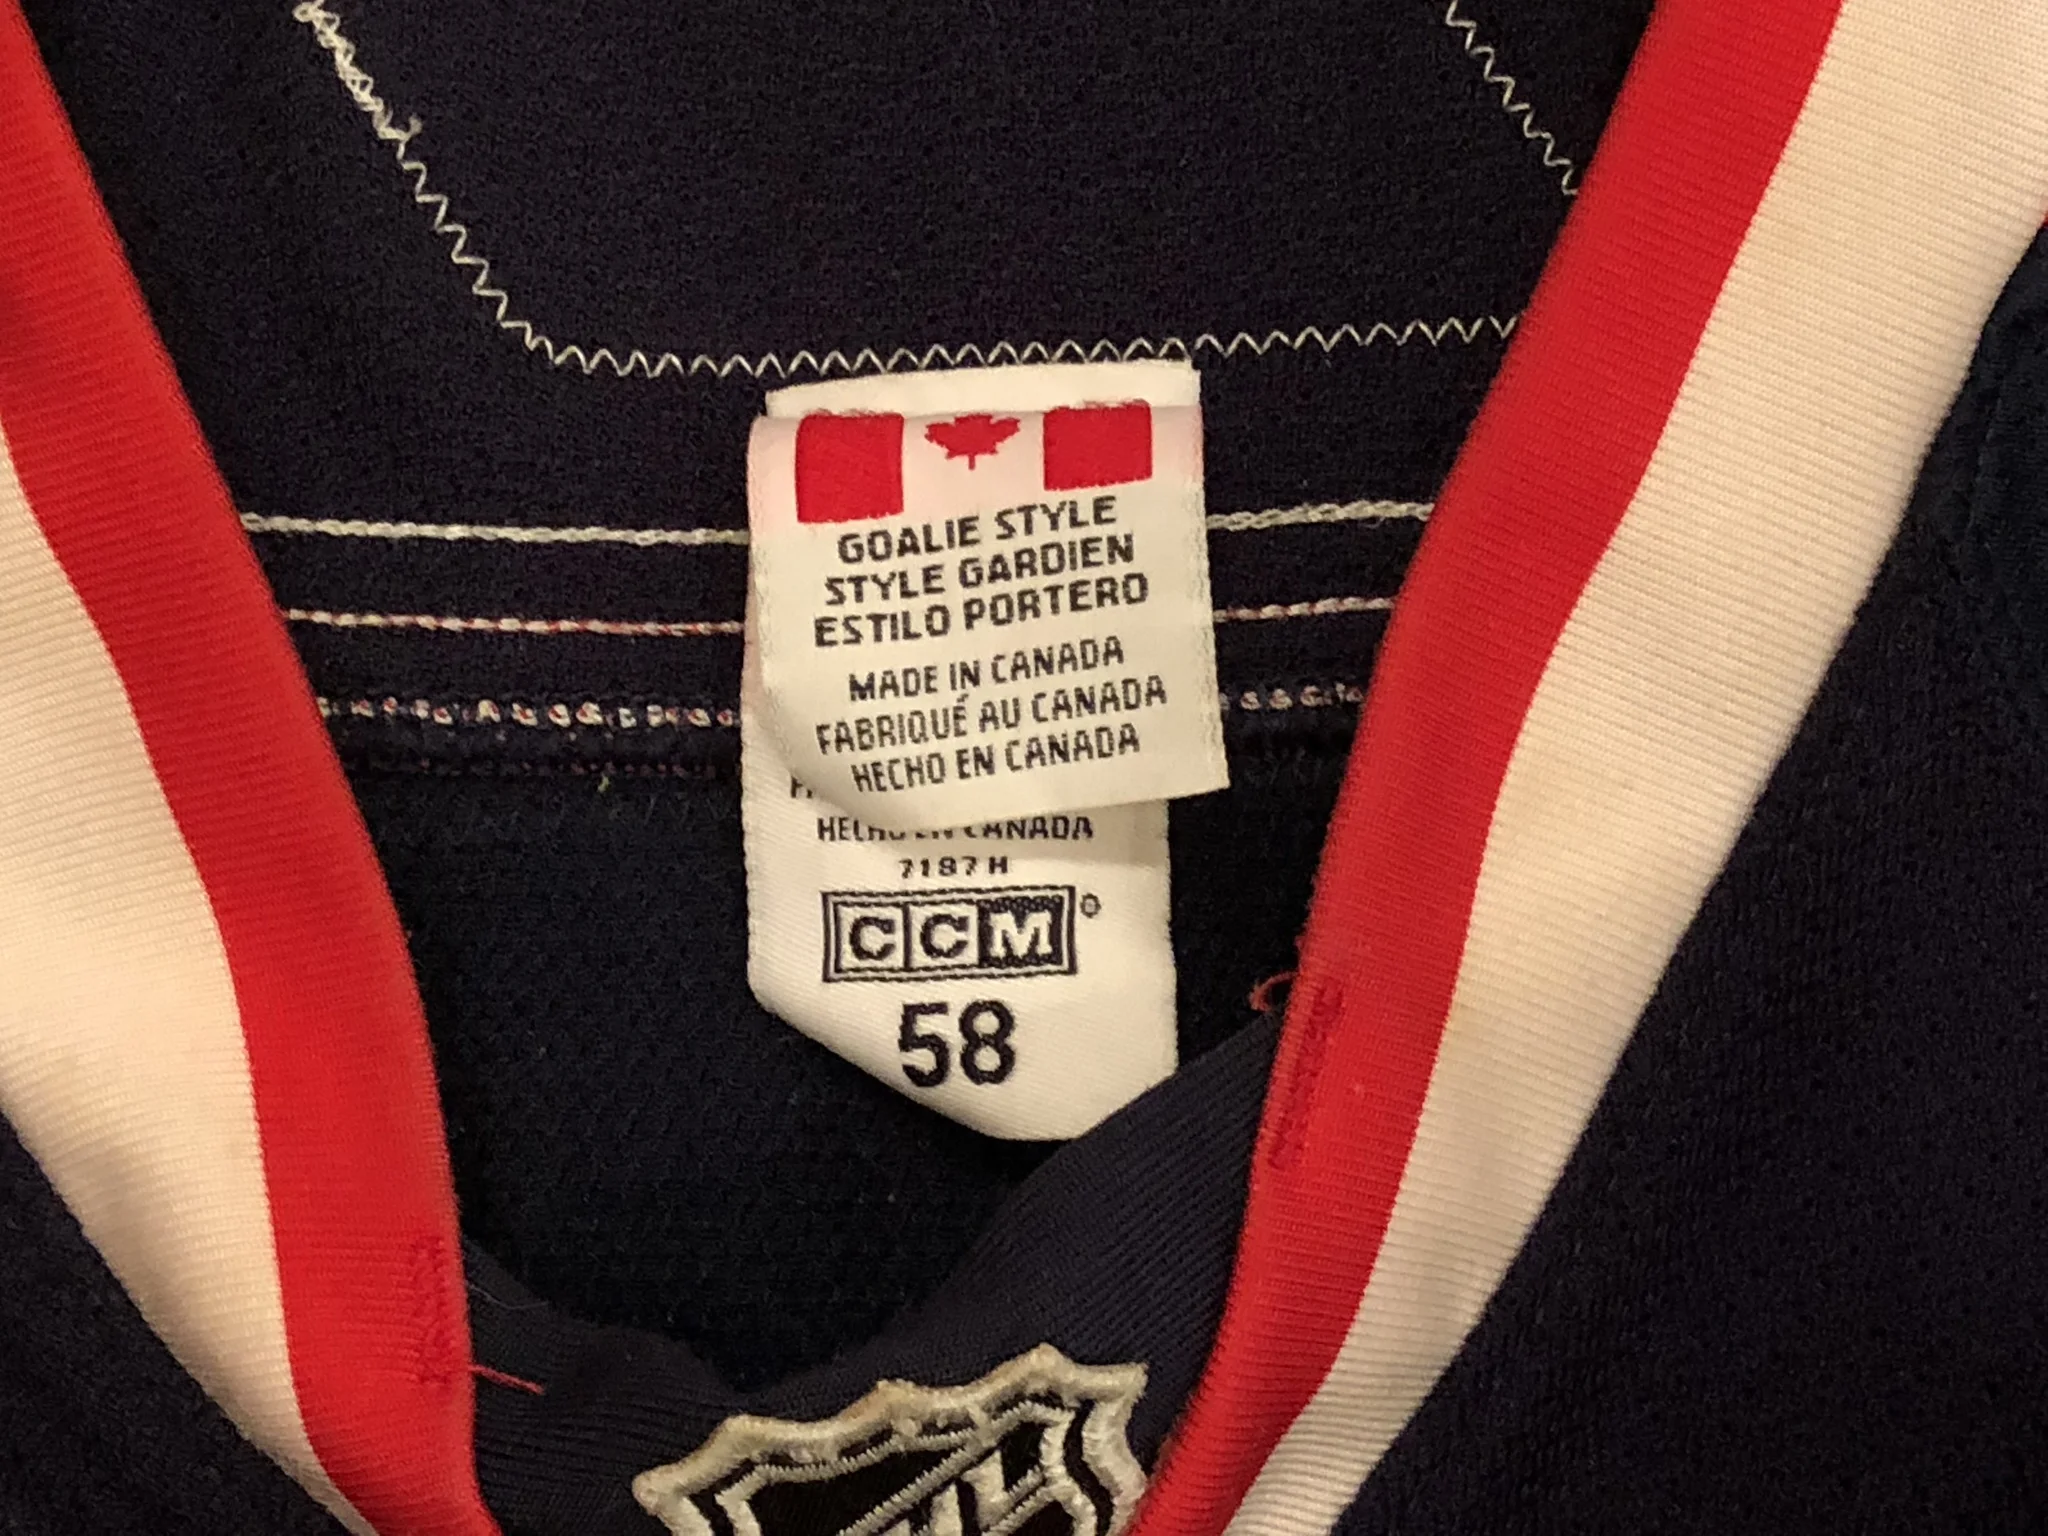 GOALIE STYLE
STYLE GARDIEN
ESTILO PORTERO
MADE IN CANADA
FABRIQUÉ AU CANADA
HECHO EN CANADA
HECHO EN CANADA
7187 H
CCM
58